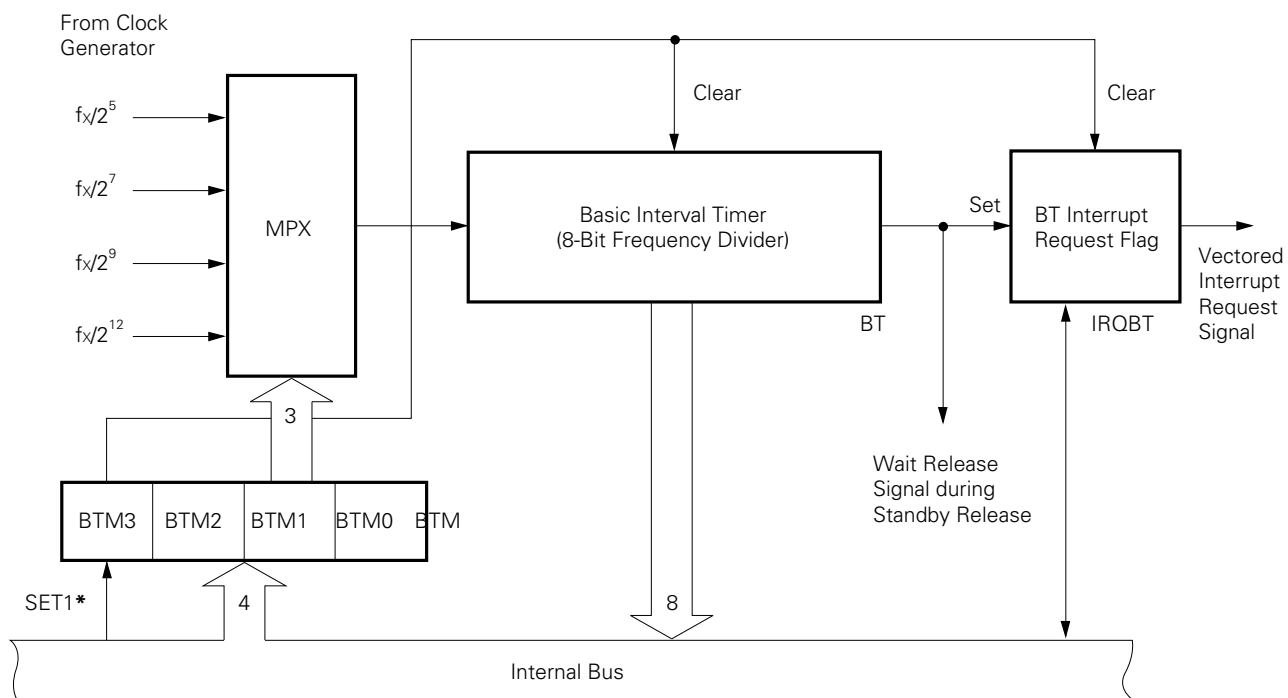 From Clock
Generator
fx/2^5
fx/2^7
fx/2^9
fx/2^12
MPX
Clear
Clear
Basic Interval Timer
(8-Bit Frequency Divider)
BT
Set
BT Interrupt
Request Flag
IRQBT
Vectored
Interrupt
Request
Signal
3
Wait Release
Signal during
Standby Release
BTM3 BTM2 BTM1 BTM0 BTM
SET1*
4
8
Internal Bus